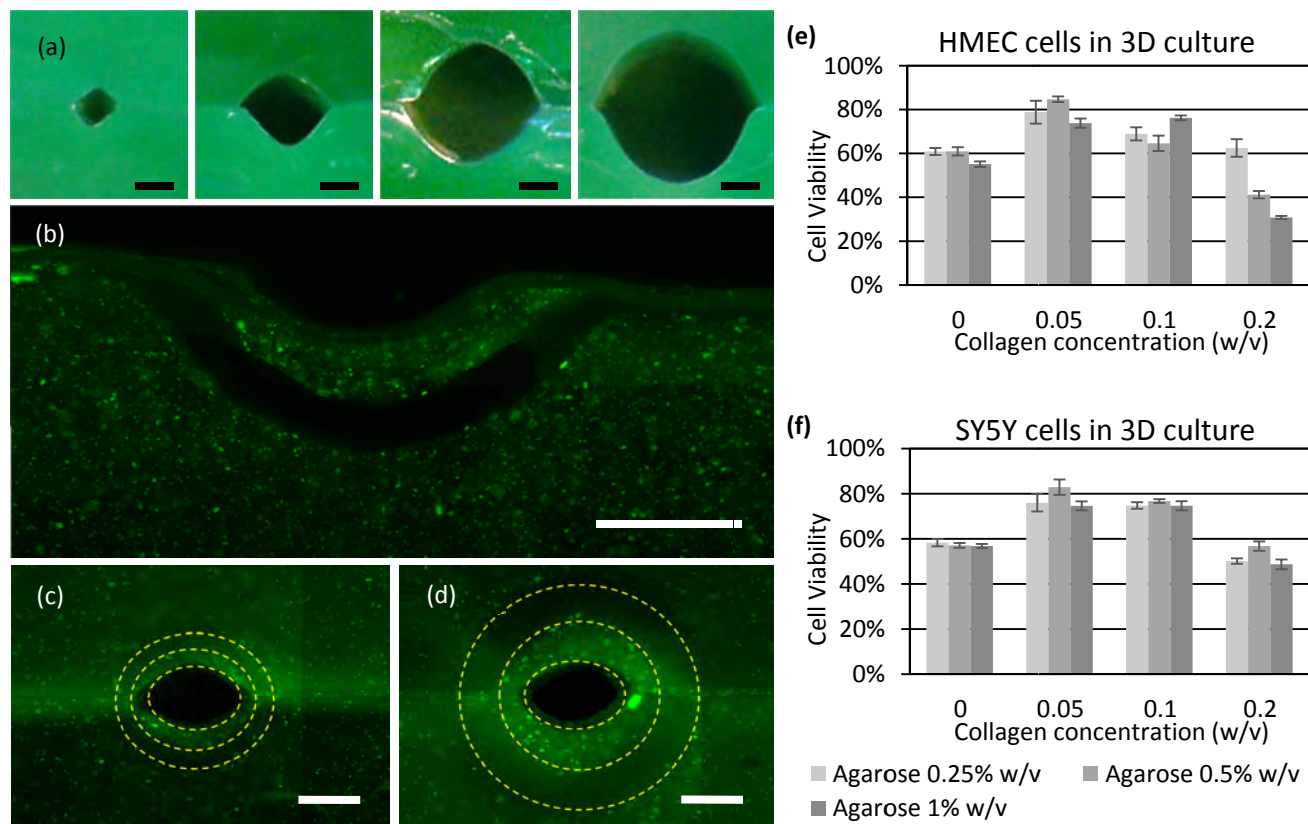 (a)
(b)
(c)
(d)
(e)
HMEC cells in 3D culture
100%
80%
60%
40%
20%
0%
Cell Viability
0 0.05 0.1 0.2
Collagen concentration (w/v)
(f)
SY5Y cells in 3D culture
100%
80%
60%
40%
20%
0%
Cell Viability
0 0.05 0.1 0.2
Collagen concentration (w/v)
Agarose 0.25% w/v Agarose 0.5% w/v
Agarose 1% w/v